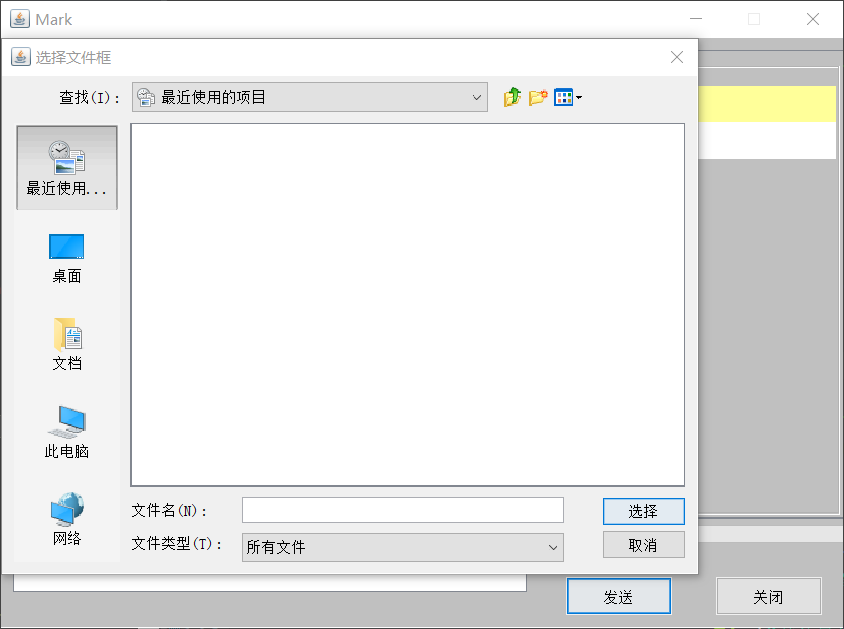 Mark
选择文件框
查找(I)：
最近使用的项目
最近使用...
桌面
文档
此电脑
网络
文件名(N)：
选择
文件类型(T)：
所有文件
取消
发送
关闭